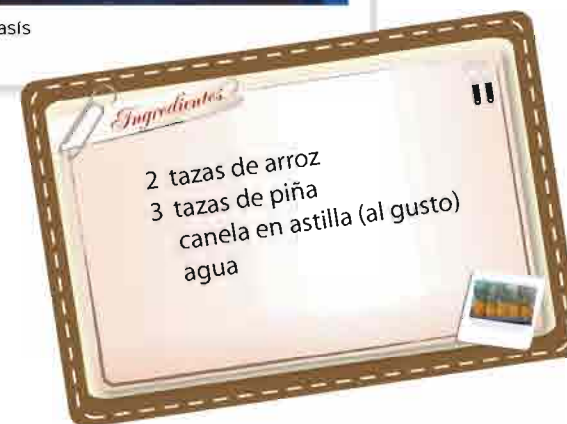 asís
Ingredientes
2 tazas de arroz
3 tazas de piña
canela en astilla (al gusto)
agua